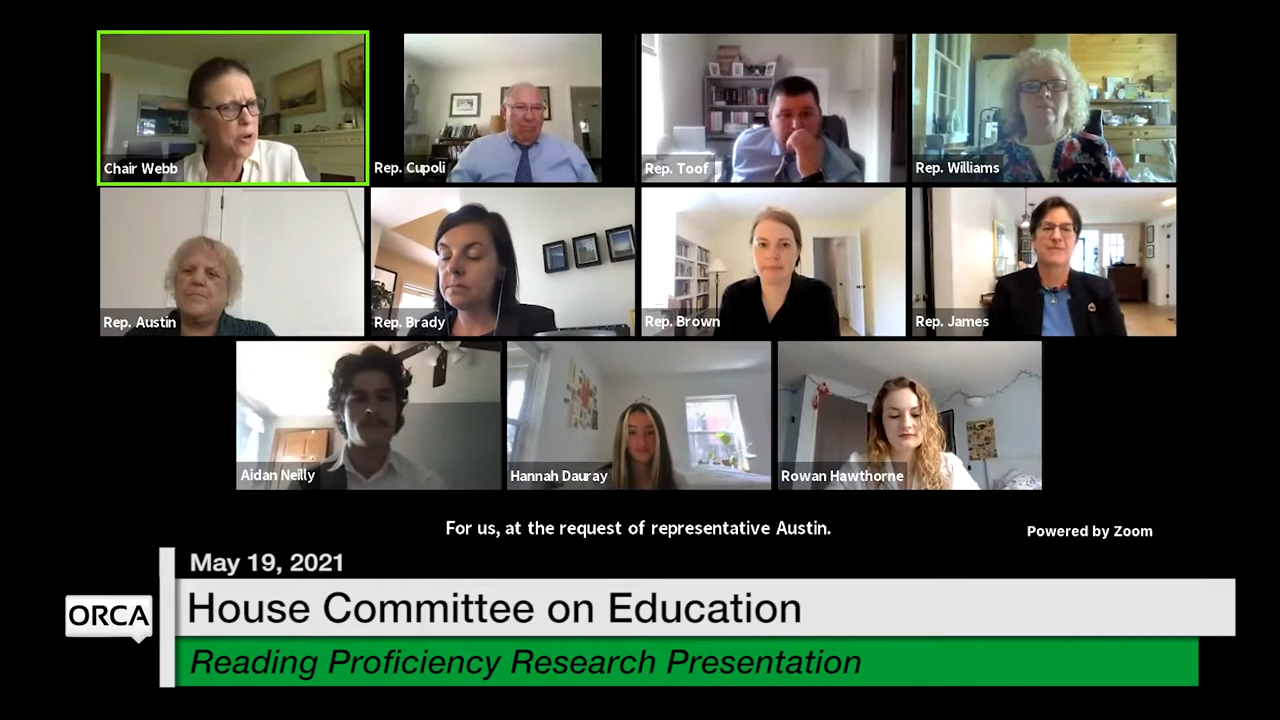 Chair Webb
Rep. Cupoli
Rep. Toof
Rep. Williams
Rep. Austin
Rep. Brady
Rep. Brown
Rep. James
Aidan Neilly
Hannah Dauray
Rowan Hawthorne
For us, at the request of representative Austin.
Powered by Zoom
May 19, 2021
ORCA
House Committee on Education
Reading Proficiency Research Presentation